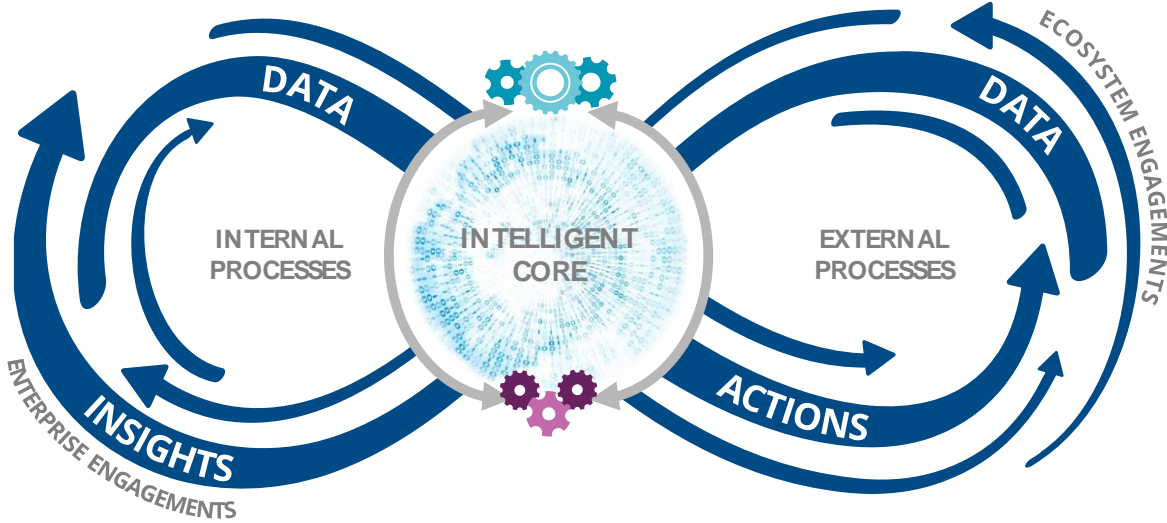 DATA
INTERNAL
PROCESSES
INSIGHTS
ENTERPRISE ENGAGEMENTS
INTELLIGENT
CORE
DATA
ECOSYSTEM ENGAGEMENTS
EXTERNAL
PROCESSES
ACTIONS